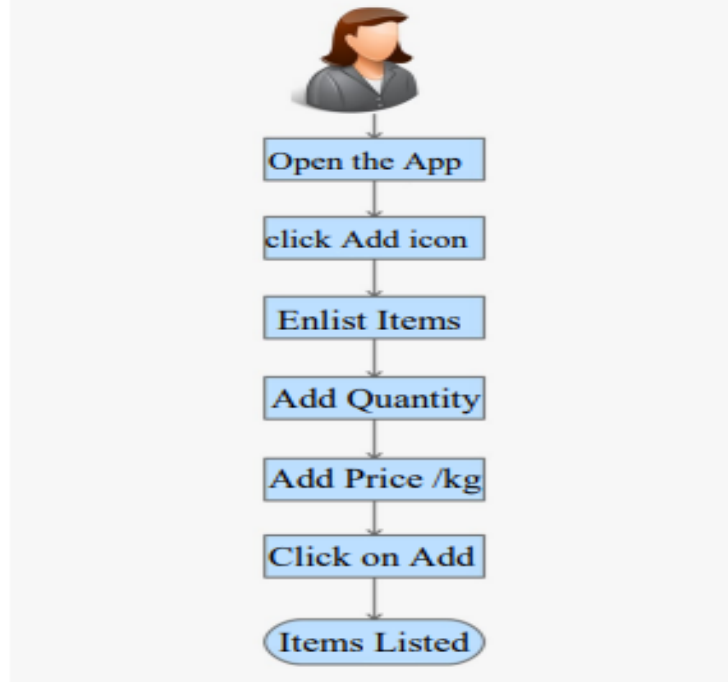 Open the App
click Add icon
Enlist Items
Add Quantity
Add Price /kg
Click on Add
Items Listed